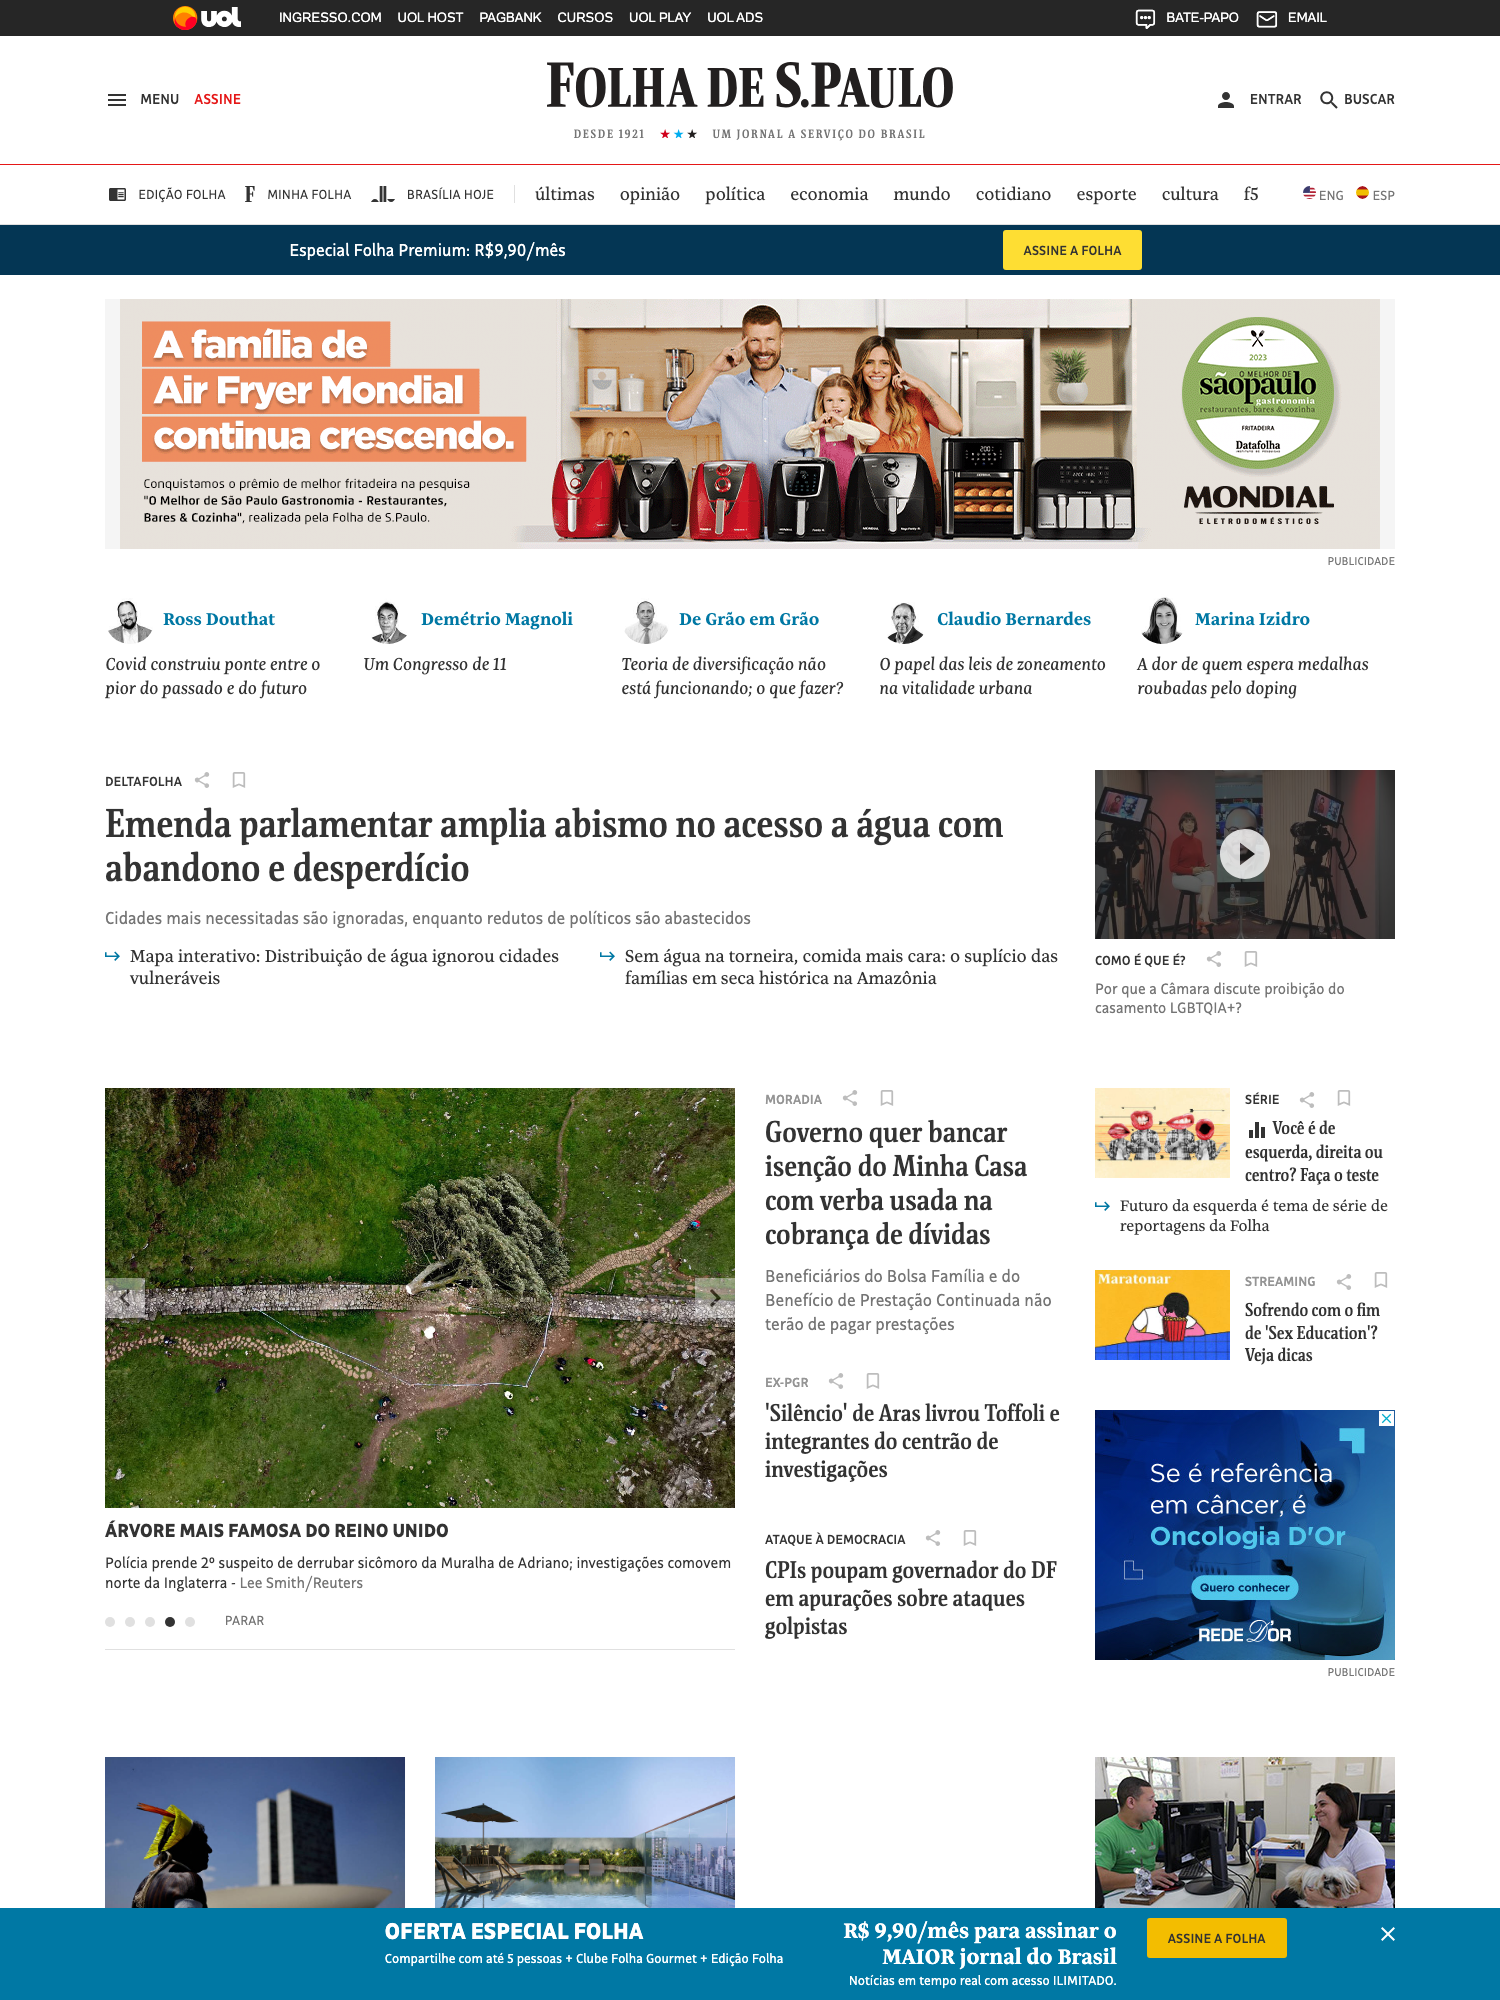 uol
INGRESSO.COM UOL HOST PAGBANK CURSOS UOL PLAY UOL ADS
BATE-PAPO EMAIL
MENU ASSINE
FOLHA DE S.PAULO
ENTRAR BUSCAR
DESDE 1921 ★★★ UM JORNAL A SERVIÇO DO BRASIL
EDIÇÃO FOLHA F MINHA FOLHA BRASÍLIA HOJE
últimas opinião política economia mundo cotidiano esporte cultura f5
ENG ESP
Especial Folha Premium: R$9,90/mês
ASSINE A FOLHA
A família de
Air Fryer Mondial
continua crescendo.
Conquistamos o prêmio de melhor fritadeira na pesquisa
"O Melhor de São Paulo Gastronomia - Restaurantes,
Bares & Cozinha", realizada pela Folha de S.Paulo.
2023
O MELHOR DE
sãopaulo
gastronomia
restaurantes, bares & cozinha
FRITADEIRA
Datafolha
INSTITUTO DE PESQUISAS
MONDIAL
ELETRODOMÉSTICOS
PUBLICIDADE
Ross Douthat
Covid construiu ponte entre o
pior do passado e do futuro
Demétrio Magnoli
Um Congresso de 11
De Grão em Grão
Teoria de diversificação não
está funcionando; o que fazer?
Claudio Bernardes
O papel das leis de zoneamento
na vitalidade urbana
Marina Izidro
A dor de quem espera medalhas
roubadas pelo doping
DELTAFOLHA
Emenda parlamentar amplia abismo no acesso a água com
abandono e desperdício
Cidades mais necessitadas são ignoradas, enquanto redutos de políticos são abastecidos
Mapa interativo: Distribuição de água ignorou cidades
vulneráveis
Sem água na torneira, comida mais cara: o suplício das
famílias em seca histórica na Amazônia
COMO É QUE É?
Por que a Câmara discute proibição do
casamento LGBTQIA+?
ÁRVORE MAIS FAMOSA DO REINO UNIDO
Polícia prende 2º suspeito de derrubar sicômoro da Muralha de Adriano; investigações comovem
norte da Inglaterra - Lee Smith/Reuters
PARAR
MORADIA
Governo quer bancar
isenção do Minha Casa
com verba usada na
cobrança de dívidas
Beneficiários do Bolsa Família e do
Benefício de Prestação Continuada não
terão de pagar prestações
EX-PGR
'Silêncio' de Aras livrou Toffoli e
integrantes do centrão de
investigações
ATAQUE À DEMOCRACIA
CPIs poupam governador do DF
em apurações sobre ataques
golpistas
SÉRIE
Você é de
esquerda, direita ou
centro? Faça o teste
Futuro da esquerda é tema de série de
reportagens da Folha
Maratonar
STREAMING
Sofrendo com o fim
de 'Sex Education'?
Veja dicas
Se é referência
em câncer, é
Oncologia D'Or
Quero conhecer
REDE D'OR
PUBLICIDADE
OFERTA ESPECIAL FOLHA
Compartilhe com até 5 pessoas + Clube Folha Gourmet + Edição Folha
R$ 9,90/mês para assinar o
MAIOR jornal do Brasil
Notícias em tempo real com acesso ILIMITADO.
ASSINE A FOLHA